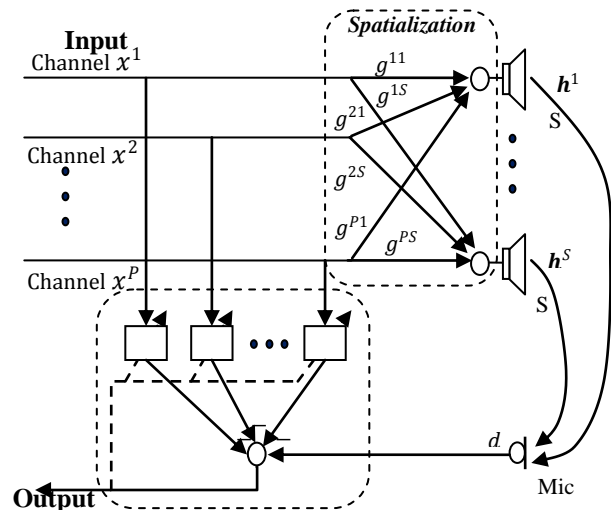 Input
Spatialization
Channel x^1
g^{11}
h^1
g^{1S}
S
g^{21}
Channel x^2
g^{2S}
g^{P1}
g^{PS}
h^S
Channel x^P
S
d
Mic
Output